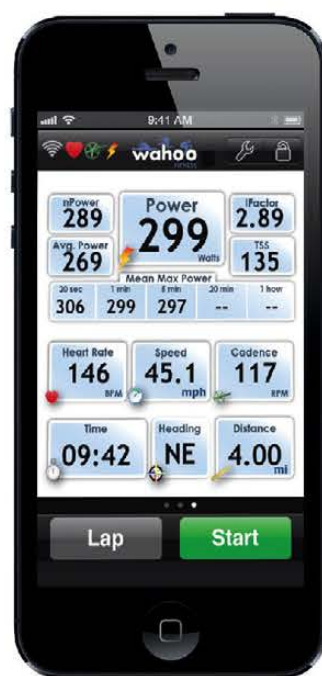 9:41 AM
wahoo
FITNESS
nPower
289
Power
299
Watts
IFactor
2.89
Avg. Power
269
TSS
135
Mean Max Power
20 sec 1 min 5 min 20 min 1 hour
306 299 297 -- --
Heart Rate
146
BPM
Speed
45.1
mph
Cadence
117
RPM
Time
09:42
Heading
NE
Distance
4.00
mi
Lap
Start